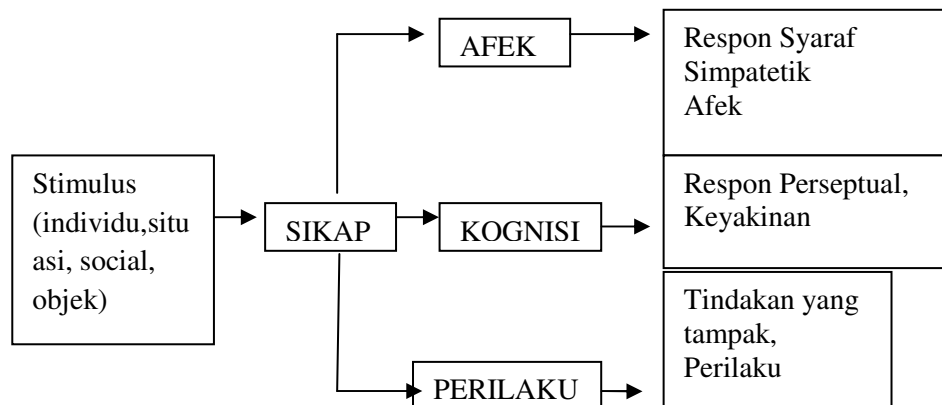 Stimulus
(individu,situ
asi, social,
objek)
SIKAP
AFEK
Respon Syaraf
Simpatetik
Afek
KOGNISI
Respon Perseptual,
Keyakinan
PERILAKU
Tindakan yang
tampak,
Perilaku